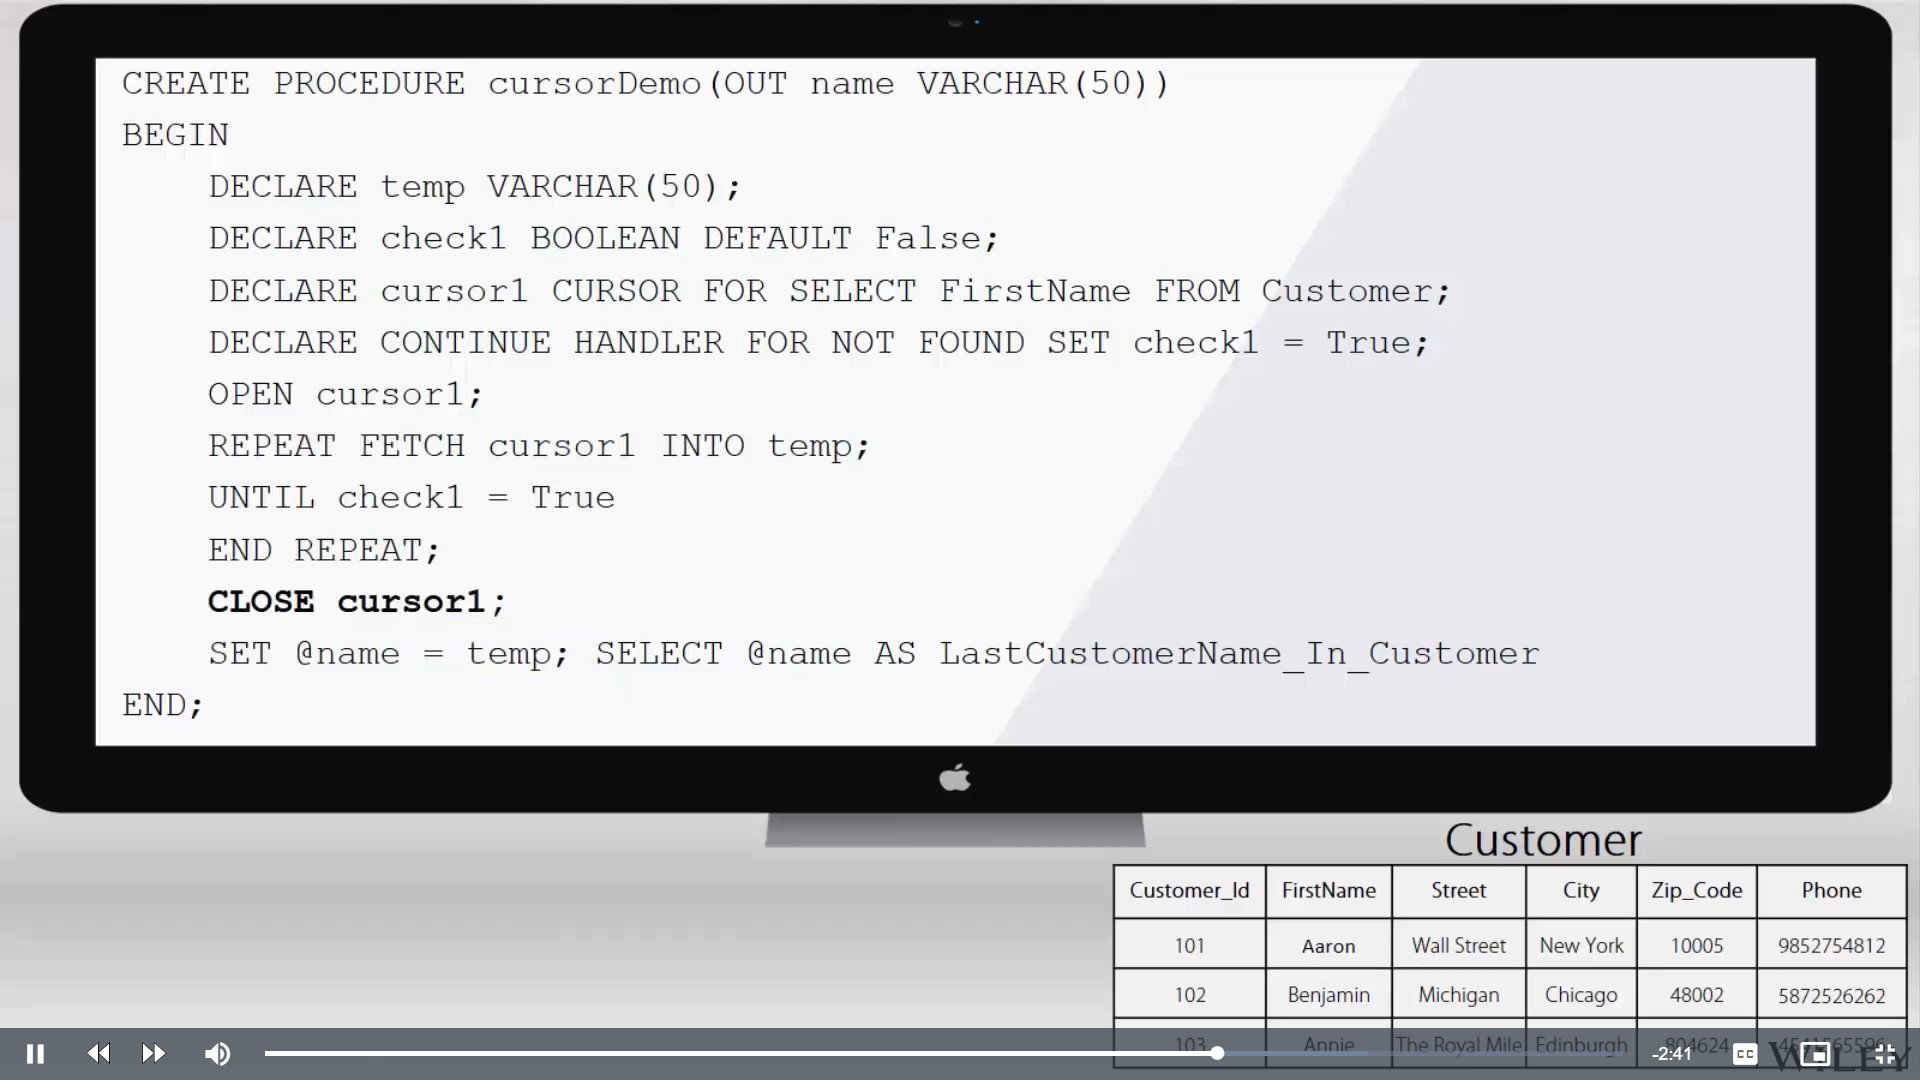 CREATE PROCEDURE cursorDemo(OUT name VARCHAR(50))
BEGIN
DECLARE temp VARCHAR(50);
DECLARE check1 BOOLEAN DEFAULT False;
DECLARE cursor1 CURSOR FOR SELECT FirstName FROM Customer;
DECLARE CONTINUE HANDLER FOR NOT FOUND SET check1 = True;
OPEN cursor1;
REPEAT FETCH cursor1 INTO temp;
UNTIL check1 = True
END REPEAT;
CLOSE cursor1;
SET @name = temp; SELECT @name AS LastCustomerName_In_Customer
END;
Customer
Customer_Id FirstName Street City Zip_Code Phone
101 Aaron Wall Street New York 10005 9852754812
102 Benjamin Michigan Chicago 48002 5872526262
103 Annie The Royal Mile Edinburgh 804624
-2:41 CC WILEY